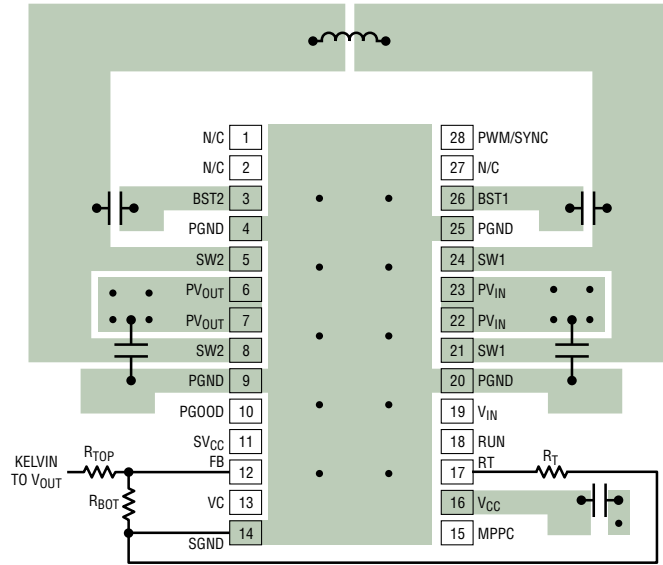 N/C 1
N/C 2
BST2 3
PGND 4
SW2 5
PVOUT 6
PVOUT 7
SW2 8
PGND 9
PGOOD 10
SVCC 11
FB 12
VC 13
SGND 14
28 PWM/SYNC
27 N/C
26 BST1
25 PGND
24 SW1
23 PVIN
22 PVIN
21 SW1
20 PGND
19 VIN
18 RUN
17 RT
16 VCC
15 MPPC
KELVIN
TO VOUT
RTOP
RBOT
RT